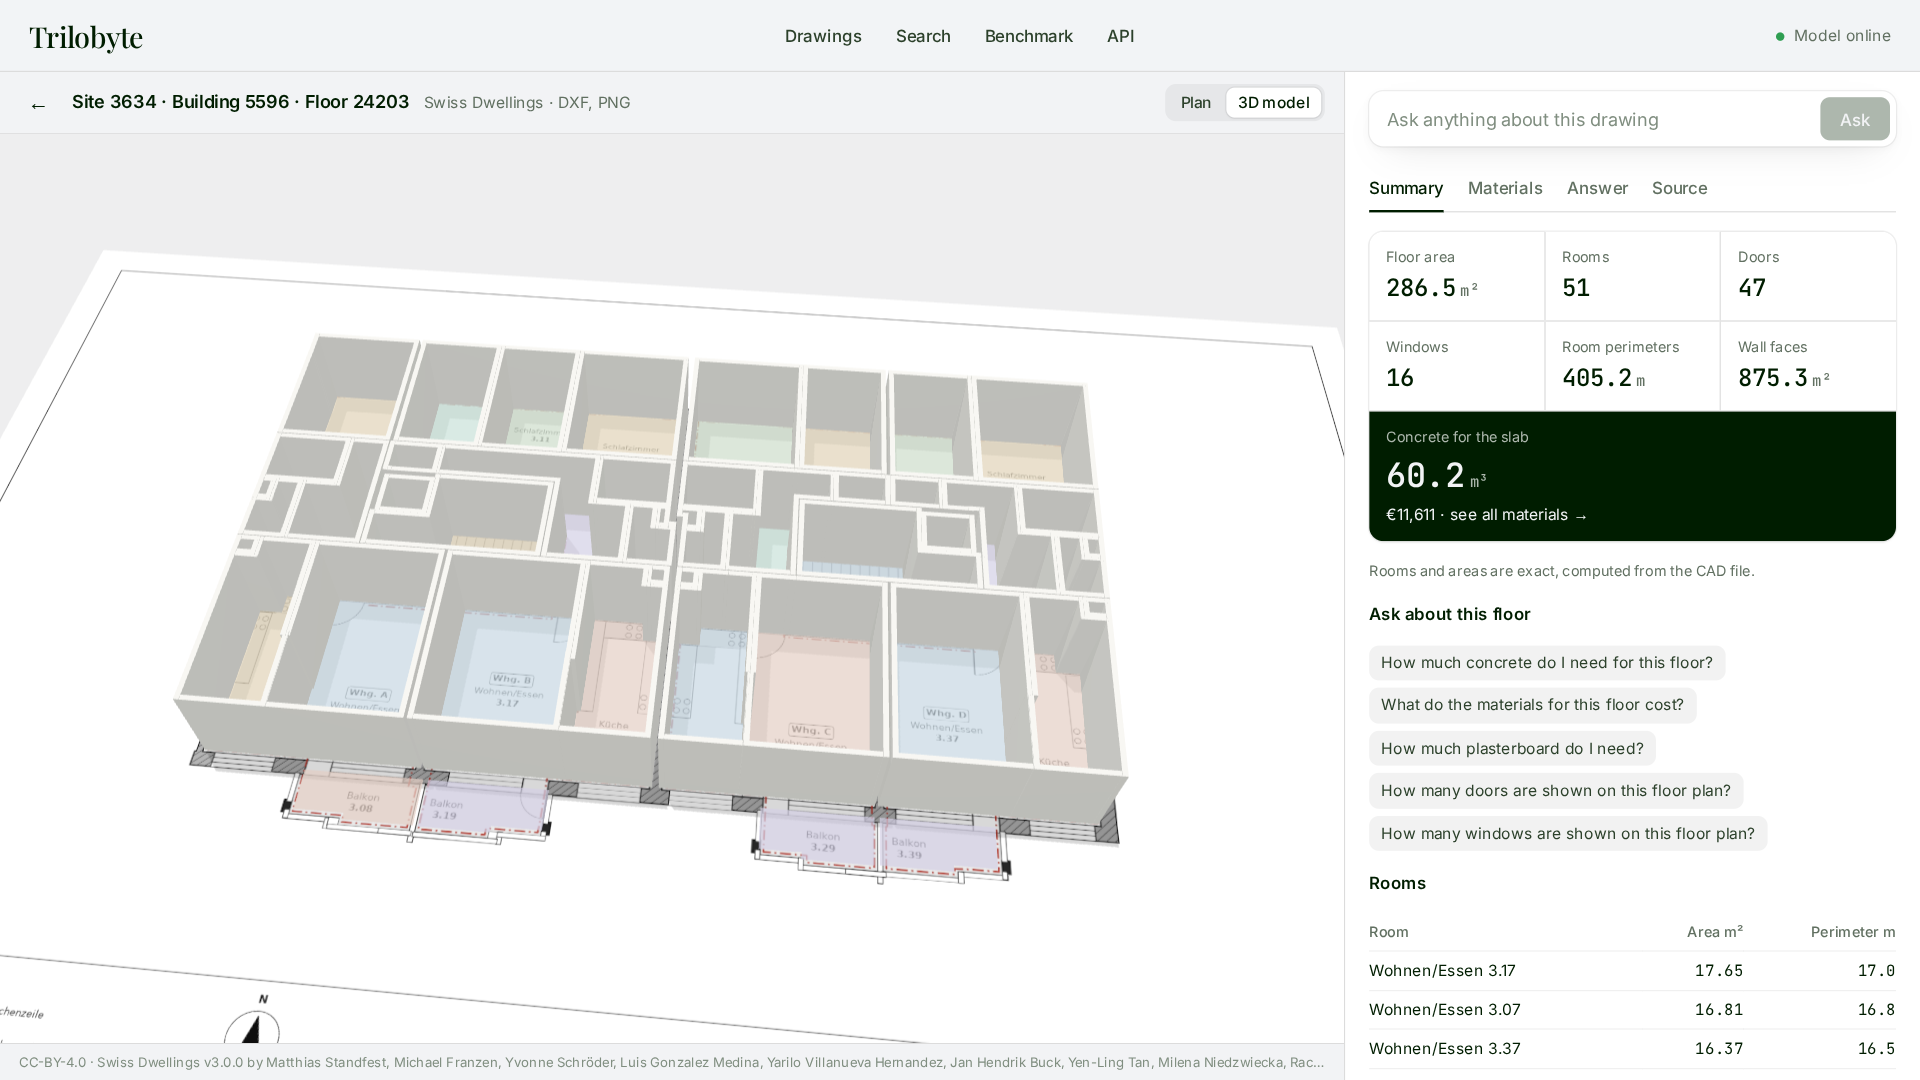 Trilobyte
Drawings
Search
Benchmark
API
Model online
← Site 3634 · Building 5596 · Floor 24203 Swiss Dwellings · DXF, PNG
Plan
3D model
Schlafzimmer
3.11
Schlafzimmer
Schlafzimmer
Whg. A
Wohnen/Essen
Whg. B
Wohnen/Essen
3.17
Küche
Whg. C
Wohnen/Essen
Whg. D
Wohnen/Essen
3.37
Küche
Balkon
3.08
Balkon
3.19
Balkon
3.29
Balkon
3.39
chenzeile
N
CC-BY-4.0 · Swiss Dwellings v3.0.0 by Matthias Standfest, Michael Franzen, Yvonne Schröder, Luis Gonzalez Medina, Yarilo Villanueva Hernandez, Jan Hendrik Buck, Yen-Ling Tan, Milena Niedzwiecka, Rac…
Ask anything about this drawing
Ask
Summary
Materials
Answer
Source
Floor area
286.5 m²
Rooms
51
Doors
47
Windows
16
Room perimeters
405.2 m
Wall faces
875.3 m²
Concrete for the slab
60.2 m³
€11,611 · see all materials →
Rooms and areas are exact, computed from the CAD file.
Ask about this floor
How much concrete do I need for this floor?
What do the materials for this floor cost?
How much plasterboard do I need?
How many doors are shown on this floor plan?
How many windows are shown on this floor plan?
Rooms
Room Area m² Perimeter m
Wohnen/Essen 3.17 17.65 17.0
Wohnen/Essen 3.07 16.81 16.8
Wohnen/Essen 3.37 16.37 16.5